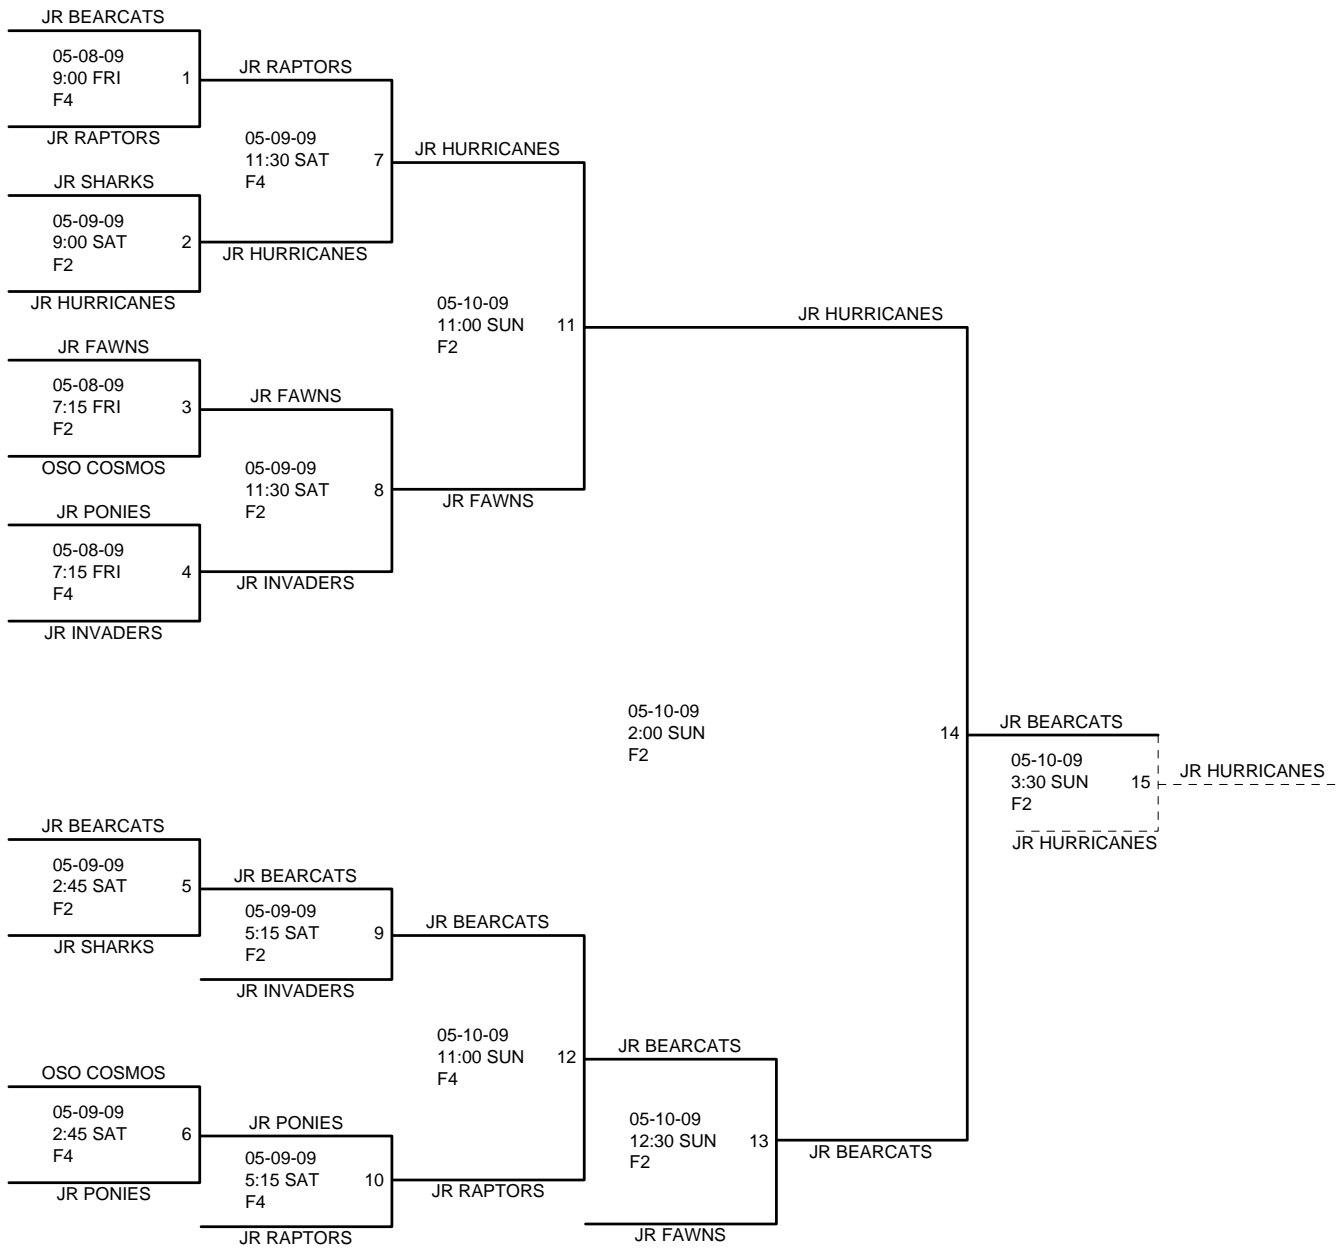 JR BEARCATS
05-08-09
9:00 FRI
F4
1
JR RAPTORS
JR RAPTORS
05-09-09
11:30 SAT
F4
7
JR SHARKS
05-09-09
9:00 SAT
F2
2
JR HURRICANES
JR HURRICANES
JR HURRICANES
05-10-09
11:00 SUN
F2
11
JR HURRICANES
JR FAWNS
05-08-09
7:15 FRI
F2
3
OSO COSMOS
JR FAWNS
05-09-09
11:30 SAT
F2
8
JR FAWNS
JR PONIES
05-08-09
7:15 FRI
F4
4
JR INVADERS
JR INVADERS
05-10-09
2:00 SUN
F2
14
JR BEARCATS
05-10-09
3:30 SUN
F2
15
JR HURRICANES
JR HURRICANES
JR BEARCATS
05-09-09
2:45 SAT
F2
5
JR SHARKS
JR BEARCATS
05-09-09
5:15 SAT
F2
9
JR INVADERS
JR BEARCATS
05-10-09
11:00 SUN
F4
12
JR BEARCATS
OSO COSMOS
05-09-09
2:45 SAT
F4
6
JR PONIES
JR PONIES
05-09-09
5:15 SAT
F4
10
JR RAPTORS
JR RAPTORS
05-10-09
12:30 SUN
F2
13
JR BEARCATS
JR FAWNS